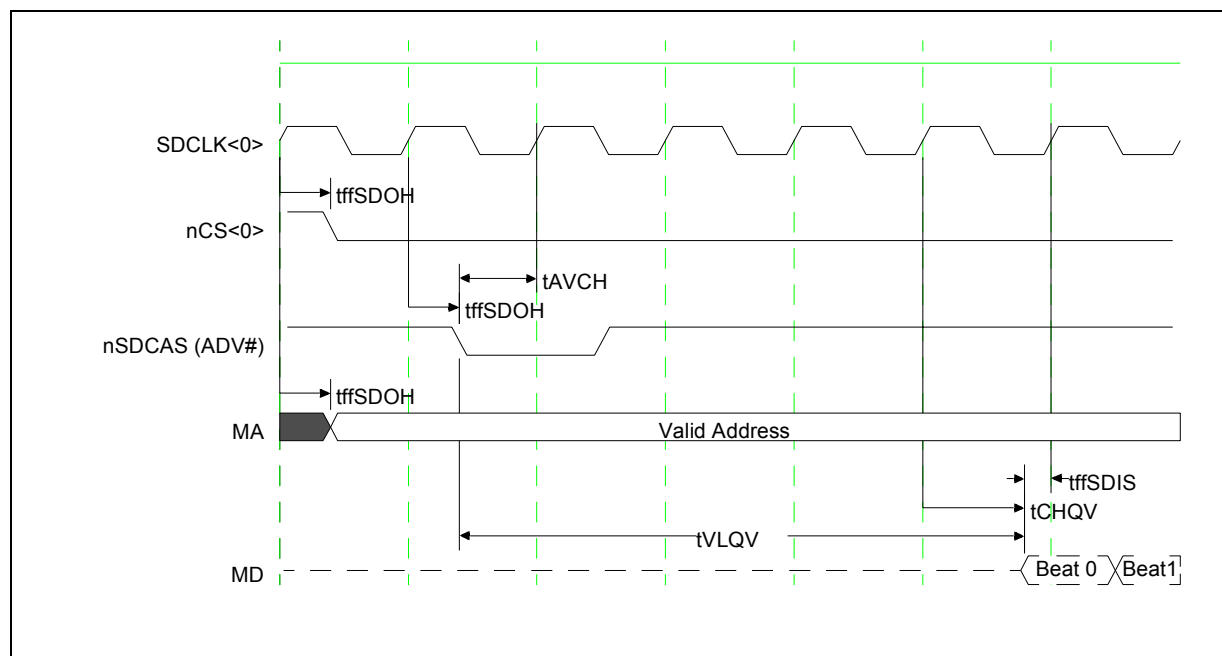 SDCLK<0>
tffSDOH
nCS<0>
tAVCH
tffSDOH
nSDCAS (ADV#)
tffSDOH
MA
Valid Address
tffSDIS
tCHQV
tVLQV
MD
Beat 0
Beat1